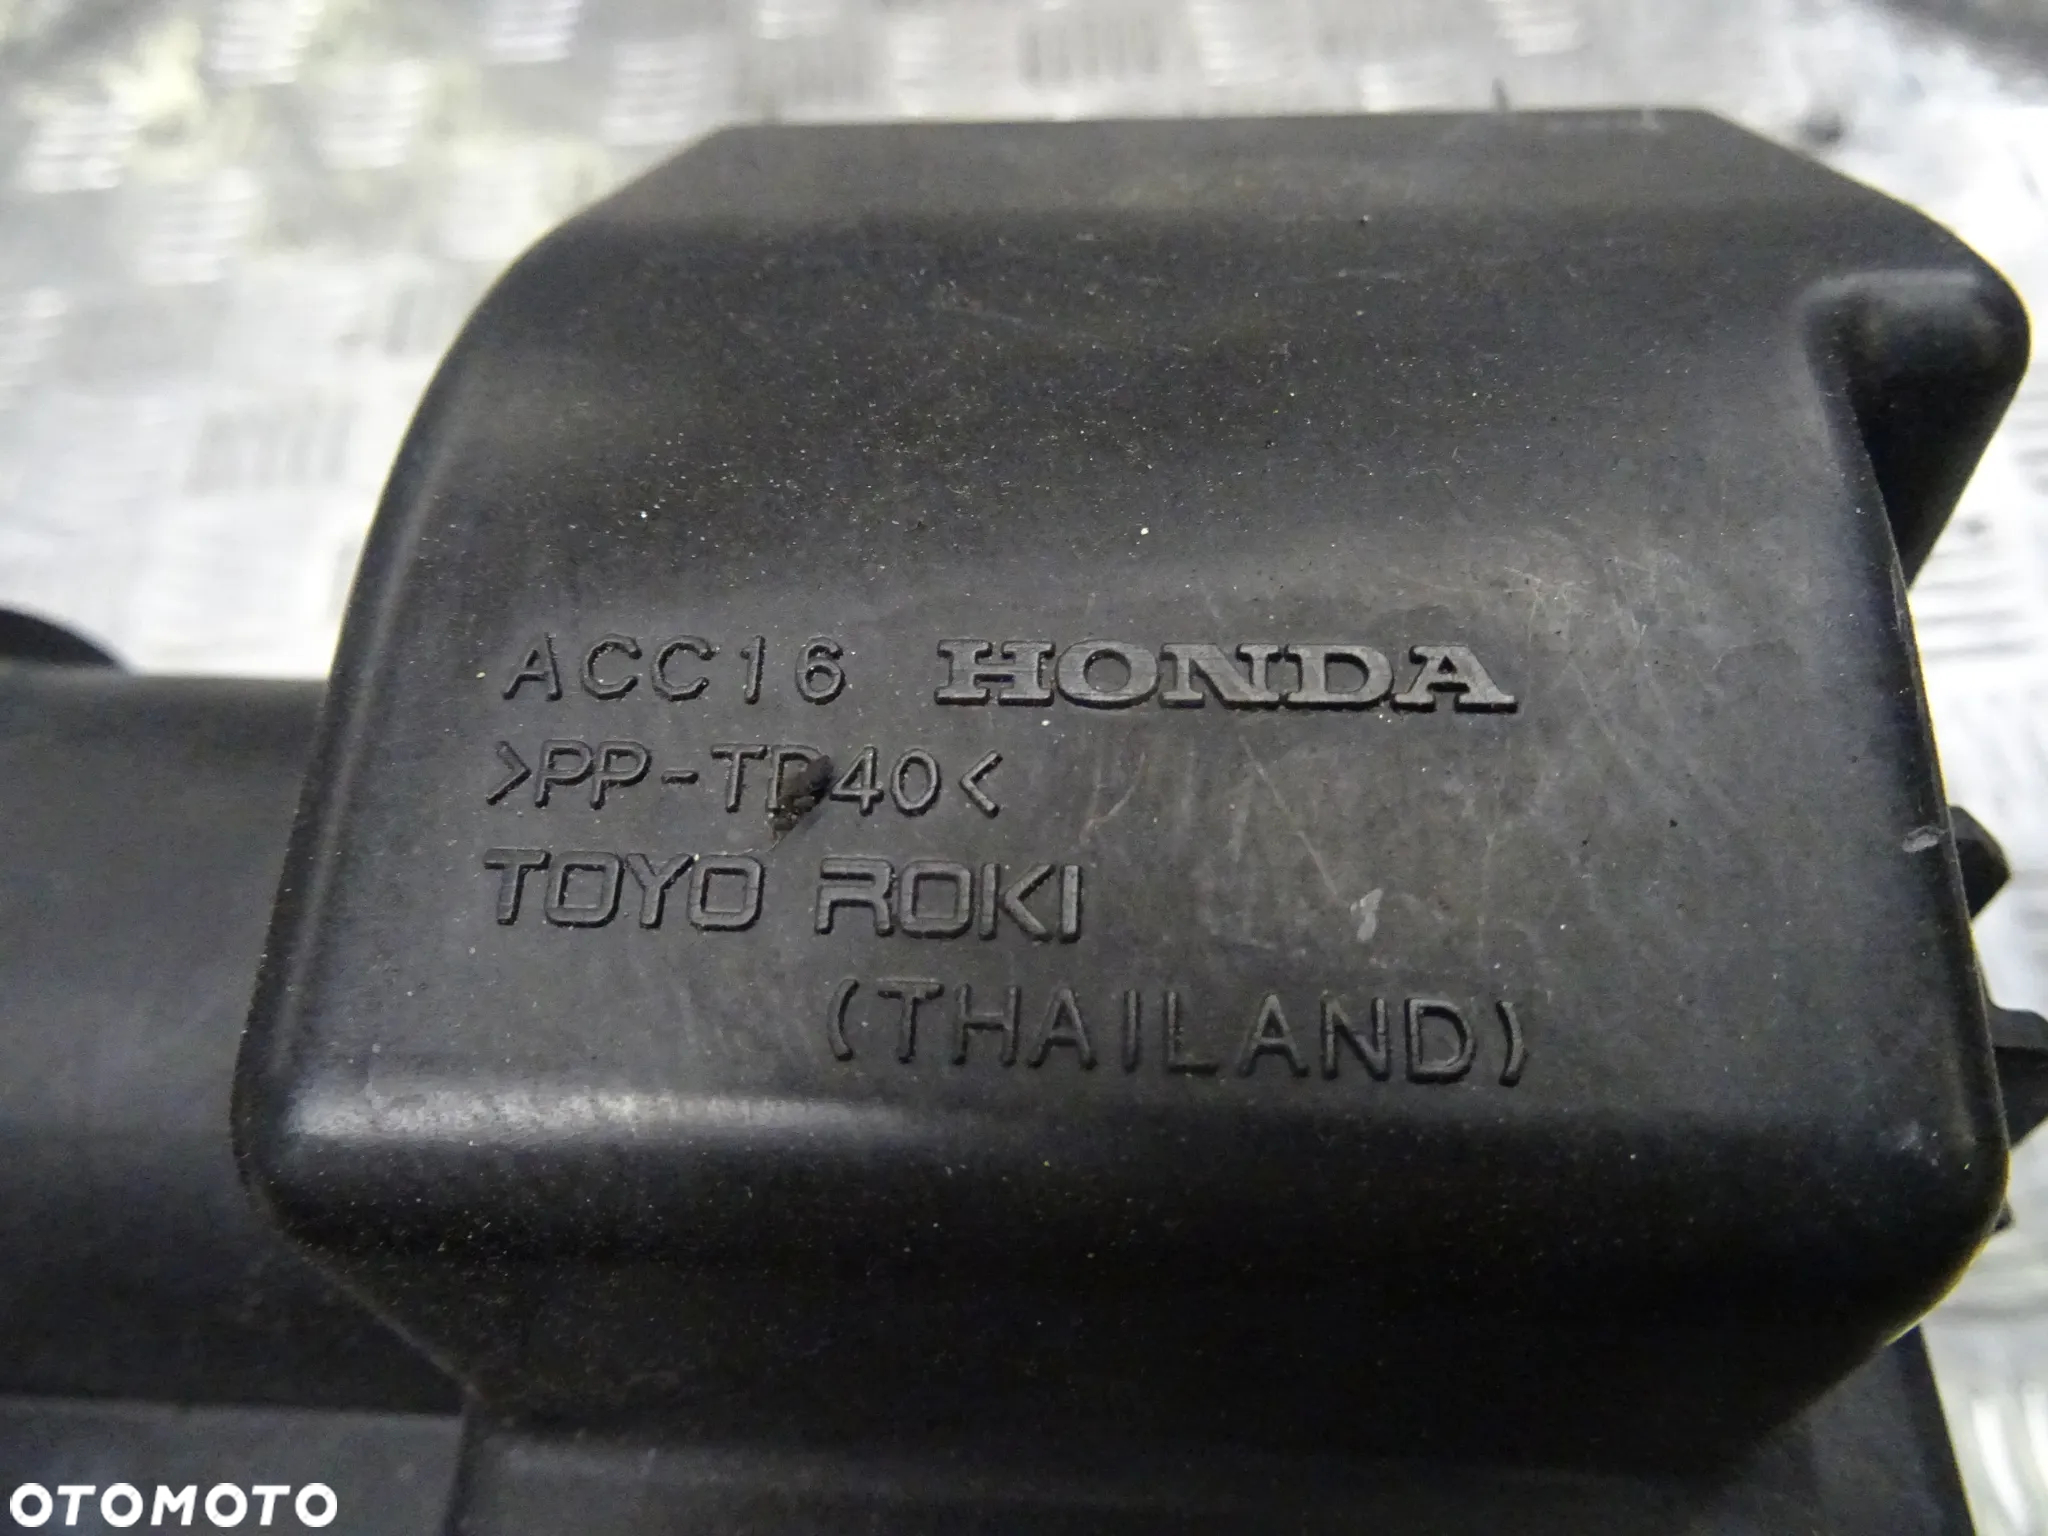 ACC16 HONDA
>PP-TD40<
TOYO ROKI
(THAILAND)
OTOMOTO